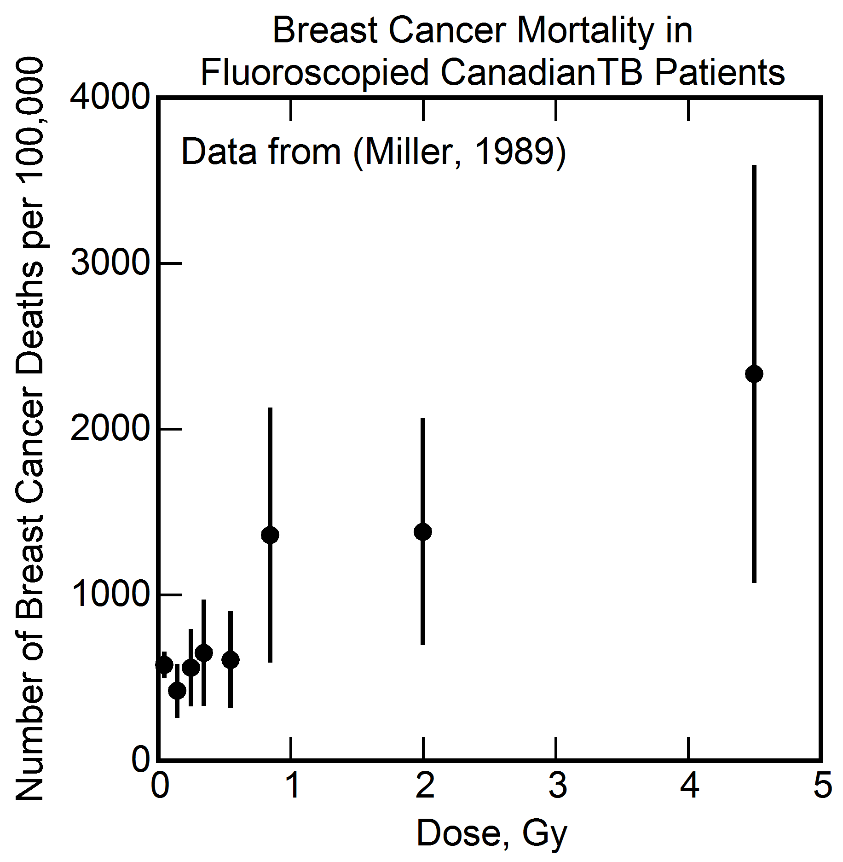 Breast Cancer Mortality in
Fluoroscopied CanadianTB Patients
Number of Breast Cancer Deaths per 100,000
4000
3000
2000
1000
0
Data from (Miller, 1989)
0 1 2 3 4 5
Dose, Gy